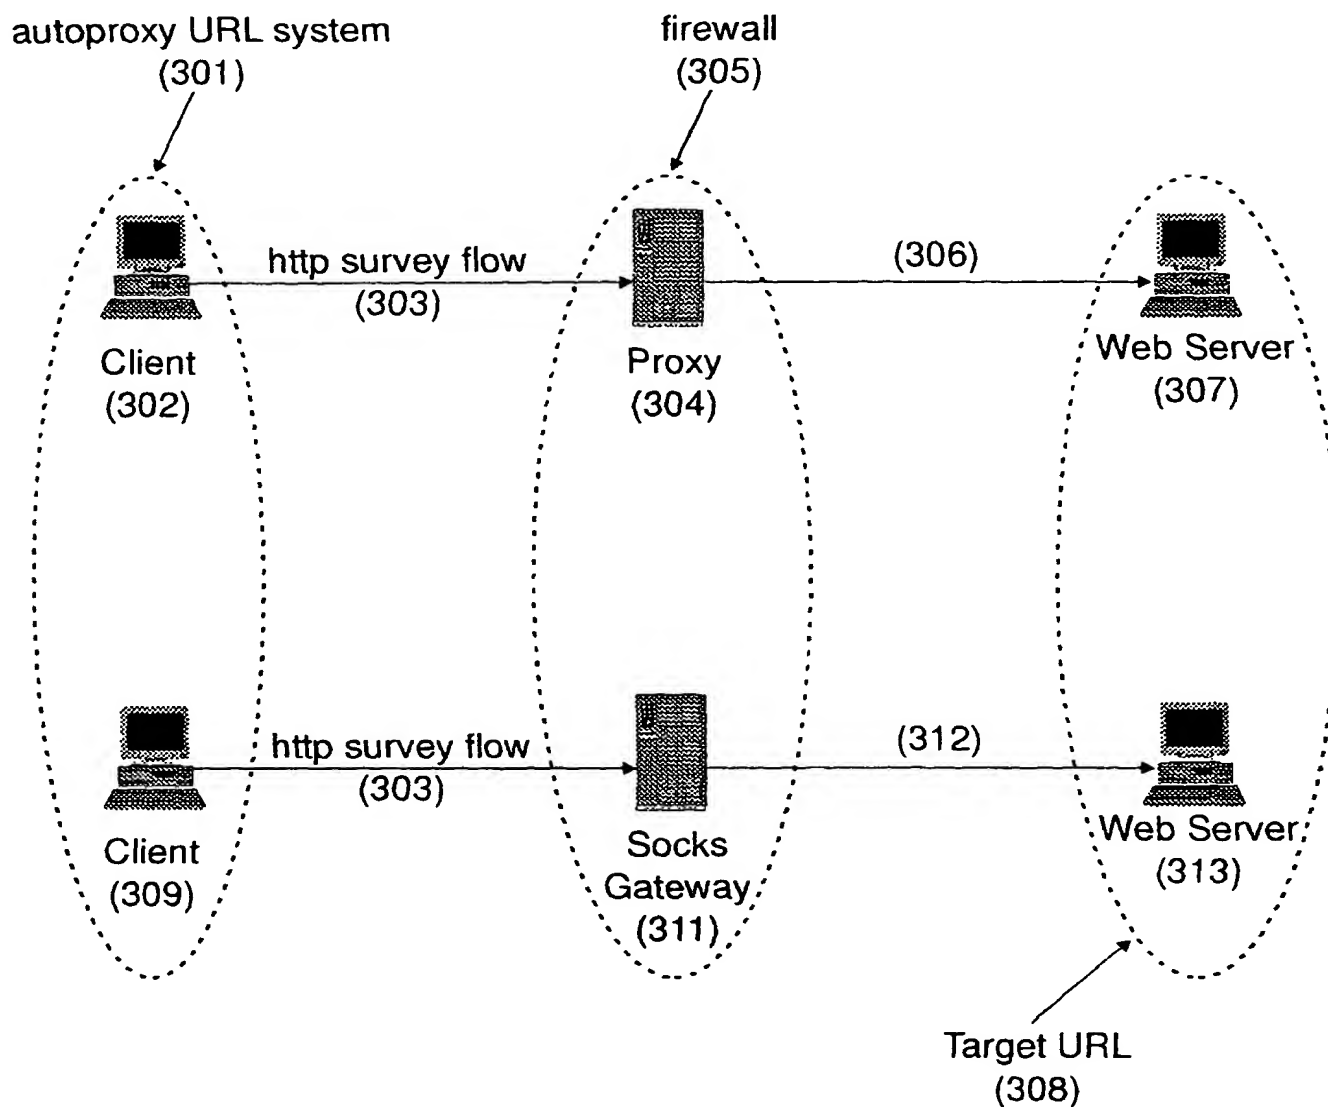 autoproxy URL system
(301)
firewall
(305)
http survey flow
(303)
(306)
Client
(302)
Proxy
(304)
Web Server
(307)
http survey flow
(303)
(312)
Client
(309)
Socks
Gateway
(311)
Web Server
(313)
Target URL
(308)